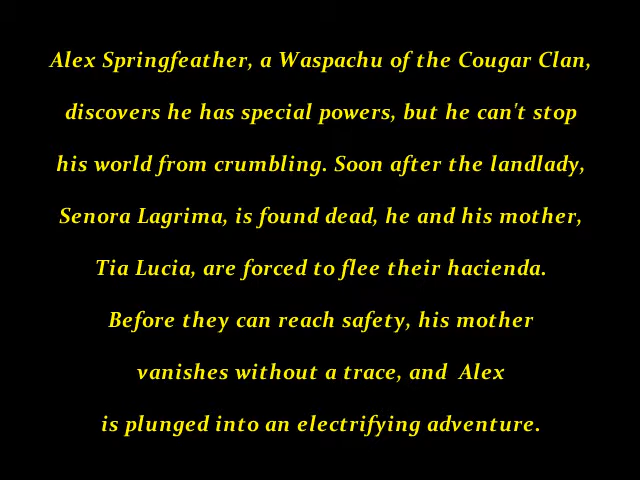 Alex Springfeather, a Waspachu of the Cougar Clan,
discovers he has special powers, but he can't stop
his world from crumbling. Soon after the landlady,
Senora Lagrima, is found dead, he and his mother,
Tia Lucia, are forced to flee their hacienda.
Before they can reach safety, his mother
vanishes without a trace, and  Alex
is plunged into an electrifying adventure.